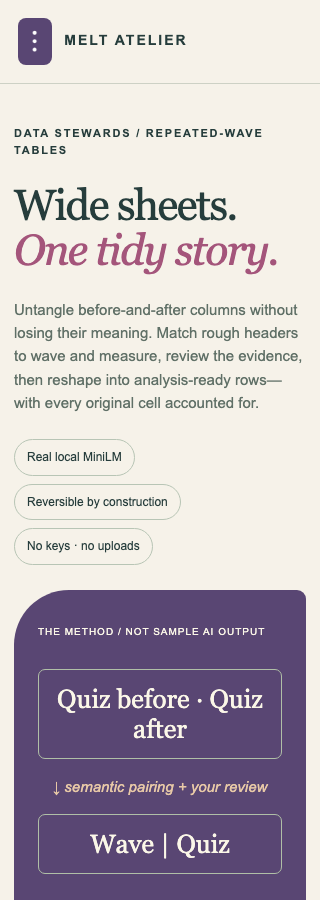 MELT ATELIER
DATA STEWARDS / REPEATED-WAVE
TABLES
Wide sheets.
One tidy story.
Untangle before-and-after columns without
losing their meaning. Match rough headers
to wave and measure, review the evidence,
then reshape into analysis-ready rows—
with every original cell accounted for.
Real local MiniLM
Reversible by construction
No keys · no uploads
THE METHOD / NOT SAMPLE AI OUTPUT
Quiz before · Quiz
after
↓ semantic pairing + your review
Wave | Quiz